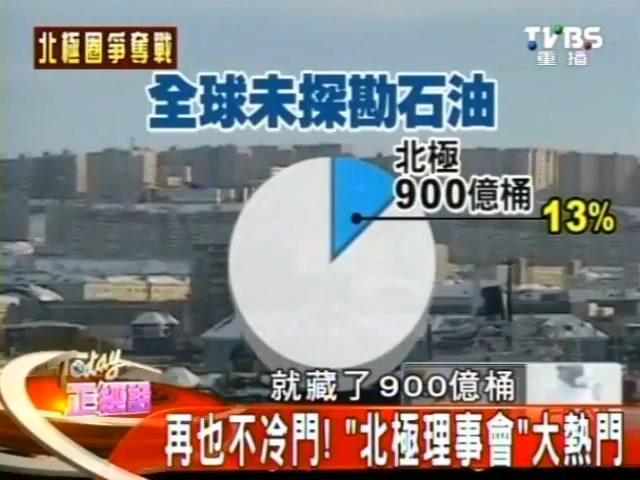 北極圈爭奪戰
TVBS
重播
全球未探勘石油
北極
900億桶
13%
Today
正經話
就藏了900億桶
再也不冷門! "北極理事會"大熱門